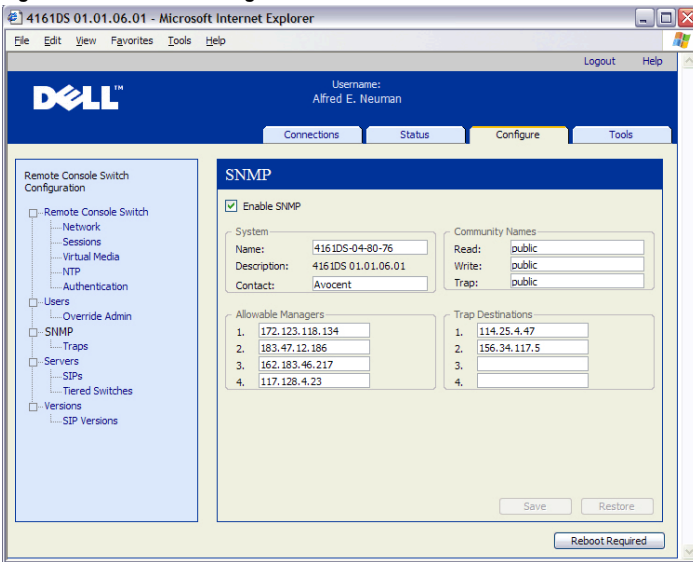 4161DS 01.01.06.01 - Microsoft Internet Explorer
File Edit View Favorites Tools Help
Logout Help
DELL™
Username:
Alfred E. Neuman
Connections Status Configure Tools
Remote Console Switch
Configuration
Remote Console Switch
Network
Sessions
Virtual Media
NTP
Authentication
Users
Override Admin
SNMP
Traps
Servers
SIPs
Tiered Switches
Versions
SIP Versions
SNMP
Enable SNMP
System
Name: 4161DS-04-80-76
Description: 4161DS 01.01.06.01
Contact: Avocent
Community Names
Read: public
Write: public
Trap: public
Allowable Managers
1. 172.123.118.134
2. 183.47.12.186
3. 162.183.46.217
4. 117.128.4.23
Trap Destinations
1. 114.25.4.47
2. 156.34.117.5
3.
4.
Save Restore
Reboot Required